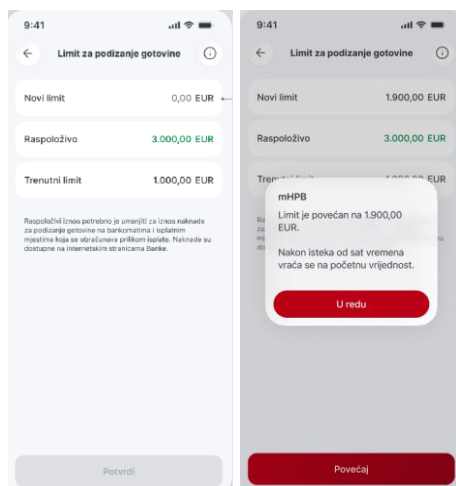 9:41
Limit za podizanje gotovine
Novi limit 0,00 EUR
Raspoloživo 3.000,00 EUR
Trenutni limit 1.000,00 EUR
Raspoloživi iznos potrebno je umanjiti za iznos naknade
za podizanje gotovine na bankomatima i isplatnim
mjestima koja se obračunava prilikom isplate. Naknade su
dostupne na internetskim stranicama Banke.
Potvrdi
9:41
Limit za podizanje gotovine
Novi limit 1.900,00 EUR
Raspoloživo 3.000,00 EUR
EUR
mHPB
Limit je povećan na 1.900,00
EUR.
Nakon isteka od sat vremena
vraća se na početnu vrijednost.
U redu
Povećaj